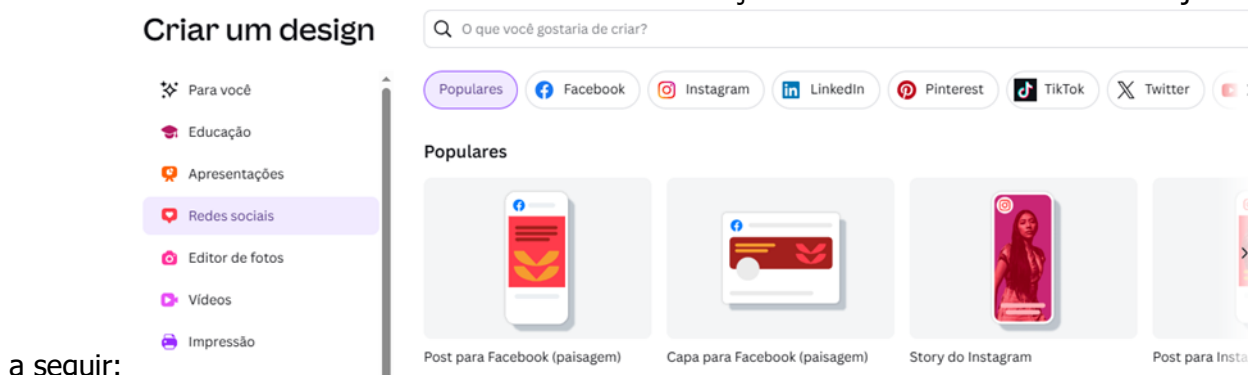 Criar um design
O que você gostaria de criar?
Para você
Educação
Apresentações
Redes sociais
Editor de fotos
Vídeos
Impressão
Populares
Facebook
Instagram
LinkedIn
Pinterest
TikTok
Twitter
Populares
Post para Facebook (paisagem)
Capa para Facebook (paisagem)
Story do Instagram
Post para
a seguir: